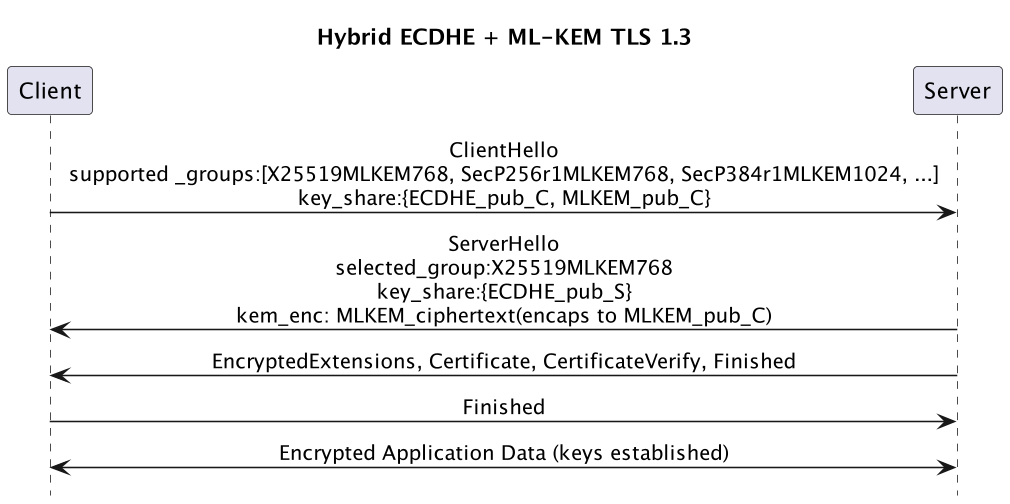 Hybrid ECDHE + ML-KEM TLS 1.3
Client
Server
ClientHello
supported _groups:[X25519MLKEM768, SecP256r1MLKEM768, SecP384r1MLKEM1024, ...]
key_share:{ECDHE_pub_C, MLKEM_pub_C}
ServerHello
selected_group:X25519MLKEM768
key_share:{ECDHE_pub_S}
kem_enc: MLKEM_ciphertext(encaps to MLKEM_pub_C)
EncryptedExtensions, Certificate, CertificateVerify, Finished
Finished
Encrypted Application Data (keys established)